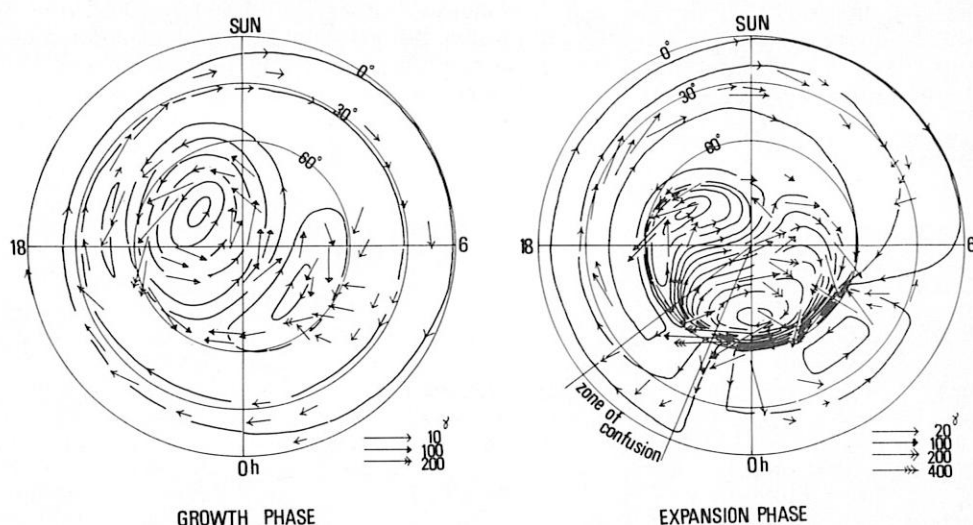 SUN
0°
30°
60°
18
6
0h
γ
10
100
200
GROWTH PHASE
SUN
0°
30°
60°
18
6
zone of confusion
0h
γ
20
100
200
400
EXPANSION PHASE